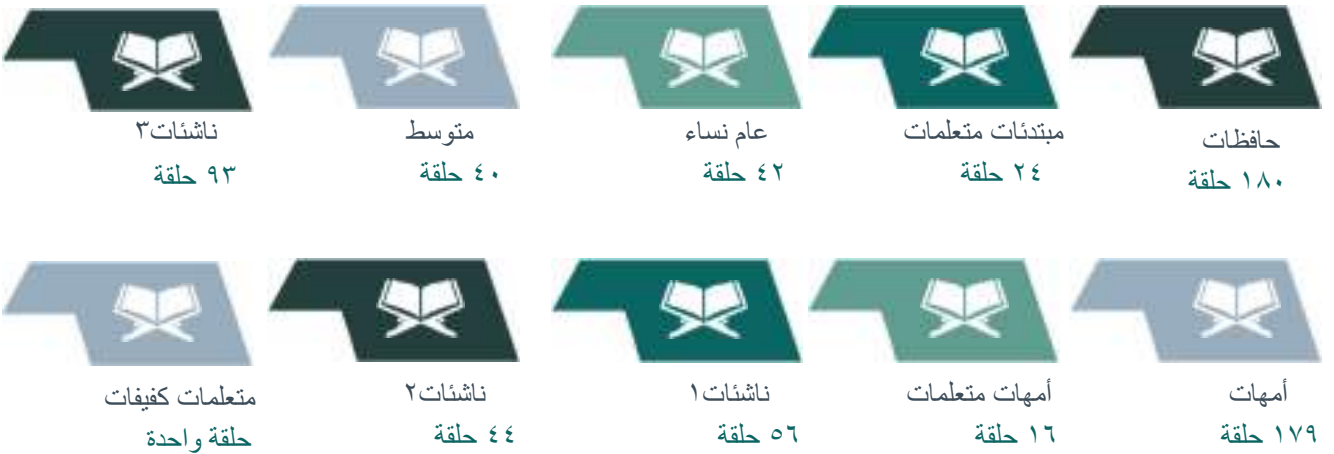 حافظات
١٨٠ حلقة
مبتدئات متعلمات
٢٤ حلقة
عام نساء
٤٢ حلقة
متوسط
٤٠ حلقة
ناشئات٣
٩٣ حلقة
أمهات
١٧٩ حلقة
أمهات متعلمات
١٦ حلقة
ناشئات١
٥٦ حلقة
ناشئات٢
٤٤ حلقة
متعلمات كفيفات
حلقة واحدة